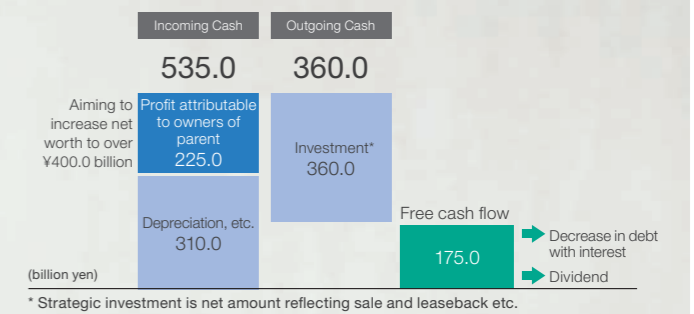 Incoming Cash
Outgoing Cash
535.0
360.0
Aiming to
increase net
worth to over
¥400.0 billion
Profit attributable
to owners of
parent
225.0
Investment*
360.0
Depreciation, etc.
310.0
Free cash flow
175.0
Decrease in debt
with interest
Dividend
(billion yen)
* Strategic investment is net amount reflecting sale and leaseback etc.